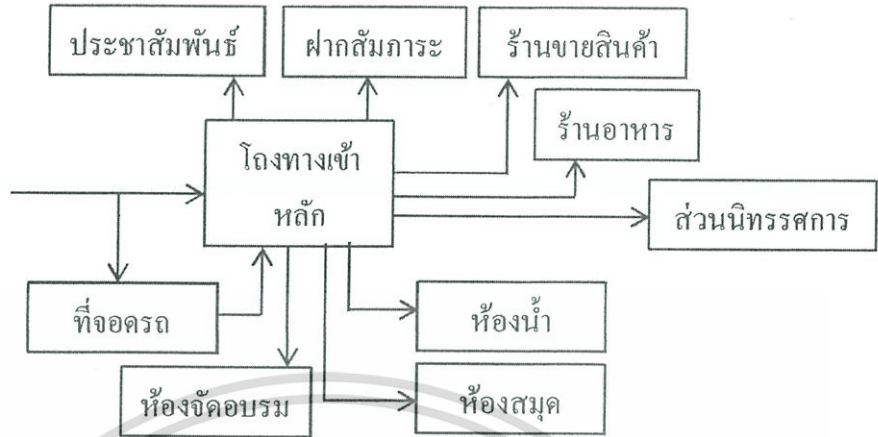 ประชาสัมพันธ์
ฝากสัมภาระ
ร้านขายสินค้า
ร้านอาหาร
โถงทางเข้า
หลัก
ส่วนนิทรรศการ
ที่จอดรถ
ห้องน้ำ
ห้องจัดอบรม
ห้องสมุด